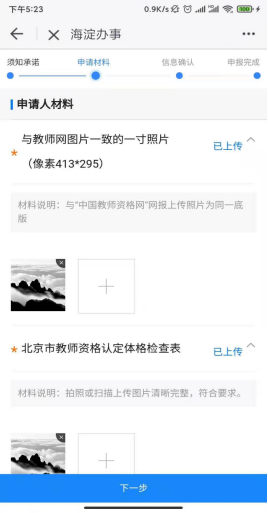 下午5:23
0.9K/s
海淀办事
须知承诺
申请材料
信息确认
申报完成
申请人材料
与教师网图片一致的一寸照片
（像素413*295）
已上传
材料说明：与“中国教师资格网”网报上传照片为同一底
版
北京市教师资格认定体格检查表
已上传
材料说明：拍照或扫描上传图片清晰完整，符合要求。
下一步